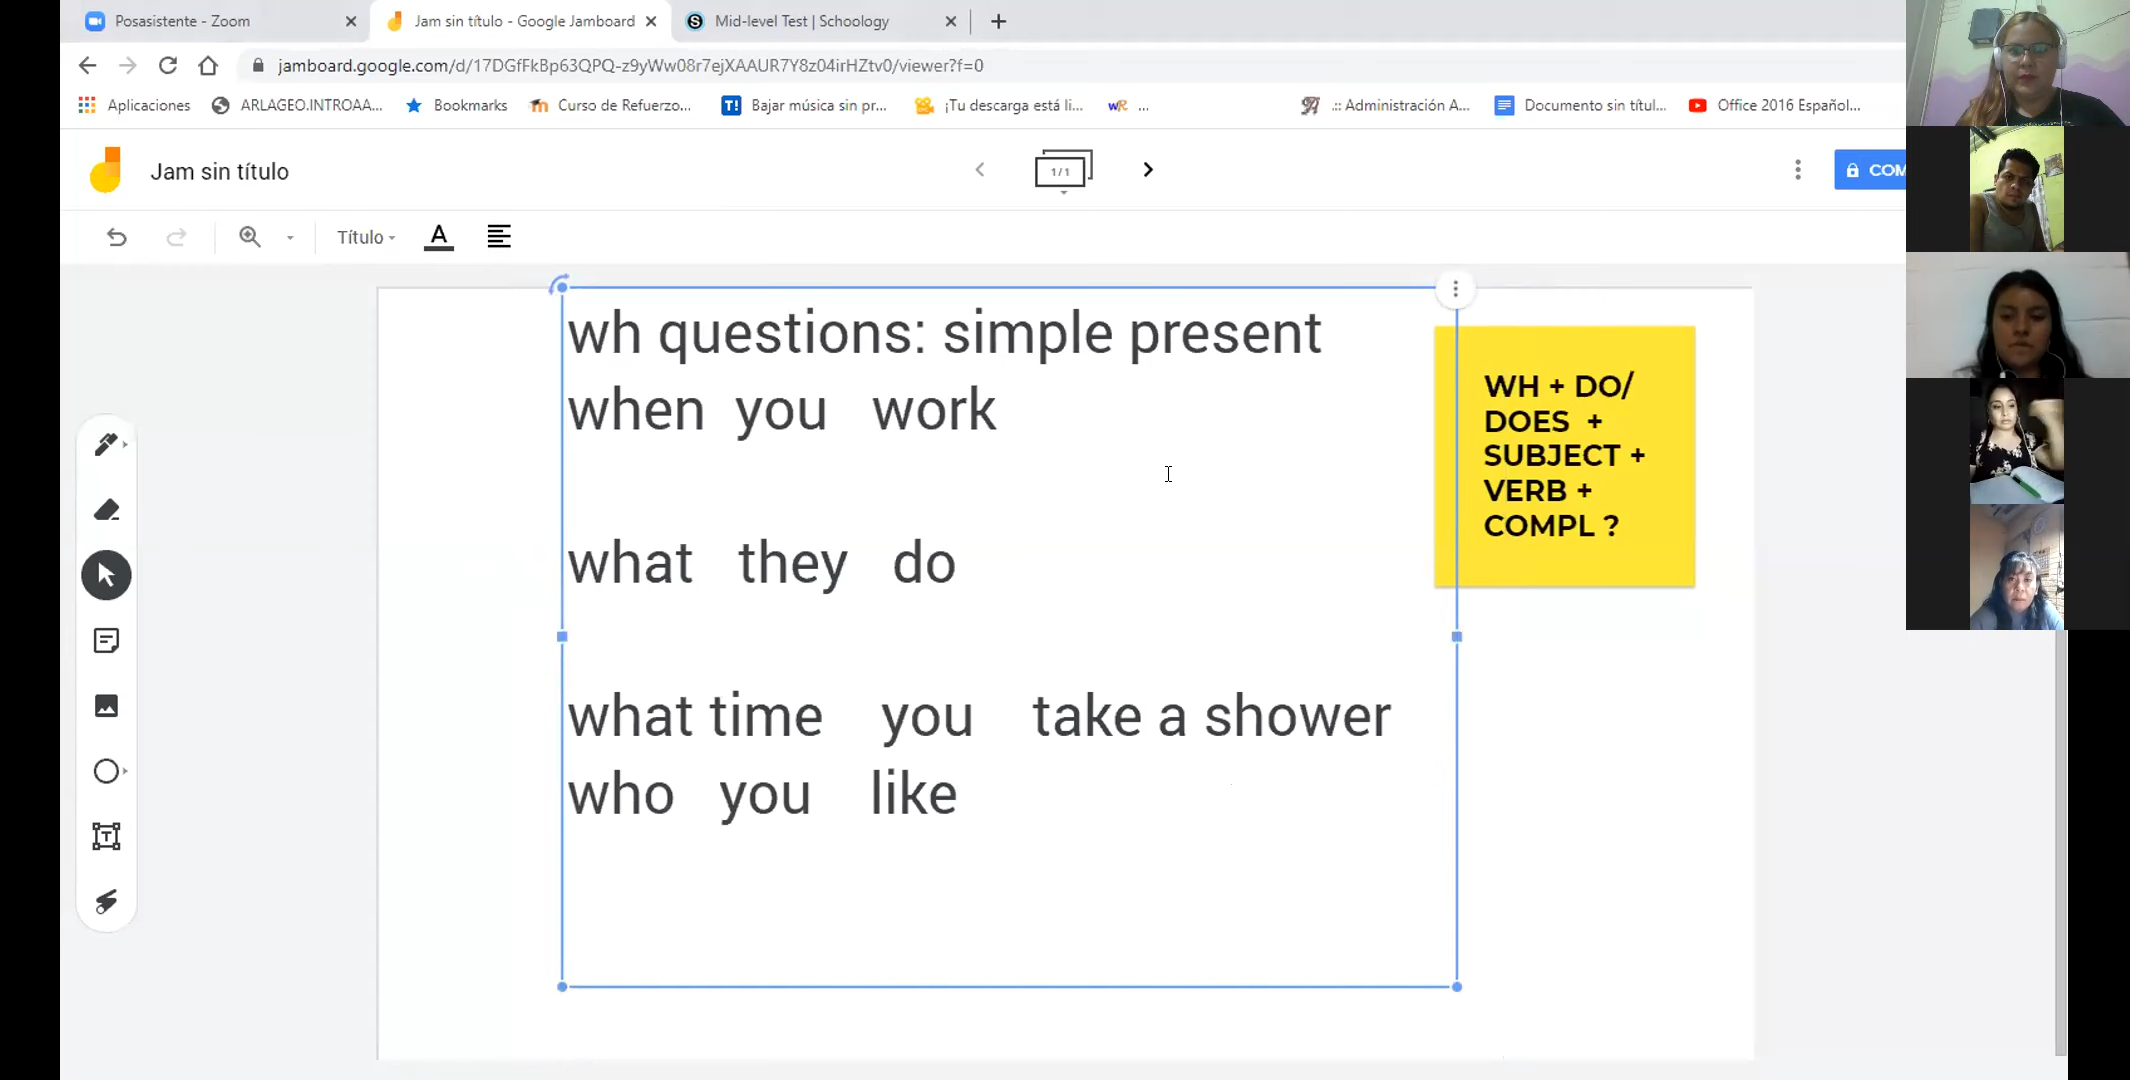 Posasistente - Zoom
Jam sin título - Google Jamboard
Mid-level Test | Schoology
jamboard.google.com/d/17DGfFkBp63QPQ-z9yWw08r7ejXAAUR7Y8z04irHZtv0/viewer?f=0
Aplicaciones
ARLAGEO.INTROAA...
Bookmarks
Curso de Refuerzo...
Bajar música sin pr...
¡Tu descarga está li...
...
.:: Administración A...
Documento sin títul...
Office 2016 Español...
Jam sin título
1/1
COM
Título
wh questions: simple present
when you work
what they do
what time you take a shower
who you like
WH + DO/
DOES +
SUBJECT +
VERB +
COMPL ?